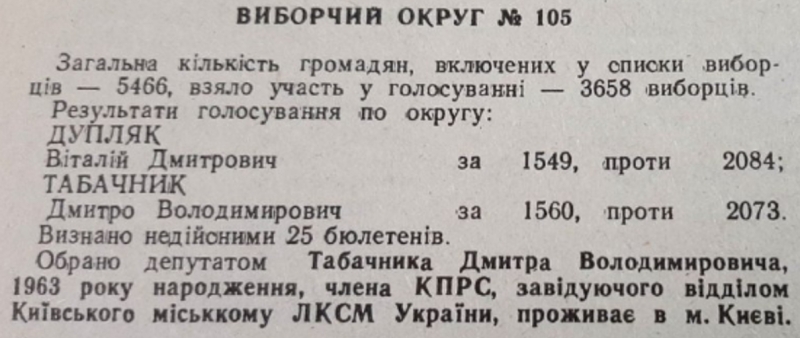 ВИБОРЧИЙ ОКРУГ № 105
Загальна кількість громадян, включених у списки вибор-
ців — 5466, взяло участь у голосуванні — 3658 виборців.
Результати голосування по округу:
ДУПЛЯК
Віталій Дмитрович за 1549, проти 2084;
ТАБАЧНИК
Дмитро Володимирович за 1560, проти 2073.
Визнано недійсними 25 бюлетенів.
Обрано депутатом Табачника Дмитра Володимировича,
1963 року народження, члена КПРС, завідуючого відділом
Київського міськкому ЛКСМ України, проживає в м. Києві.